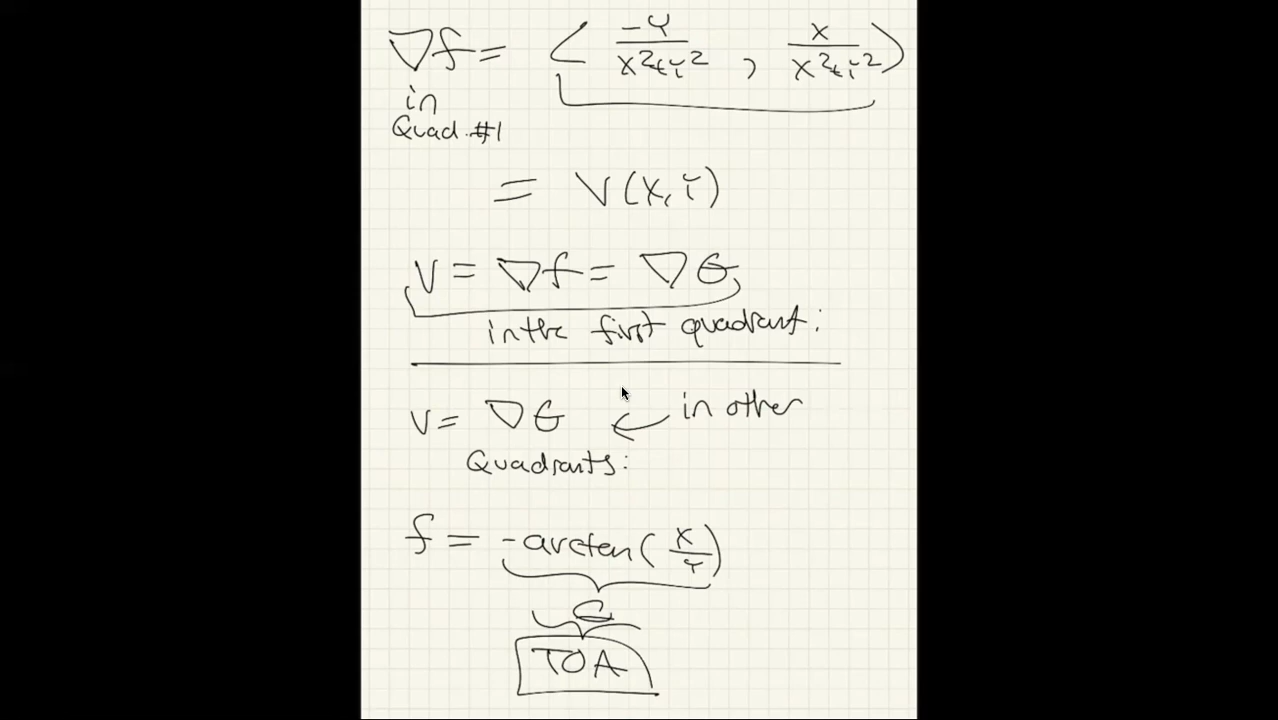 ∇f = ⟨ -y/(x²+y²) , x/(x²+y²) ⟩
in
Quad. #1
= V(x,y)
V = ∇f = ∇θ
in the first quadrant:
V = ∇θ ← in other
Quadrants:
f = -arctan(x/y)
θ
TOA